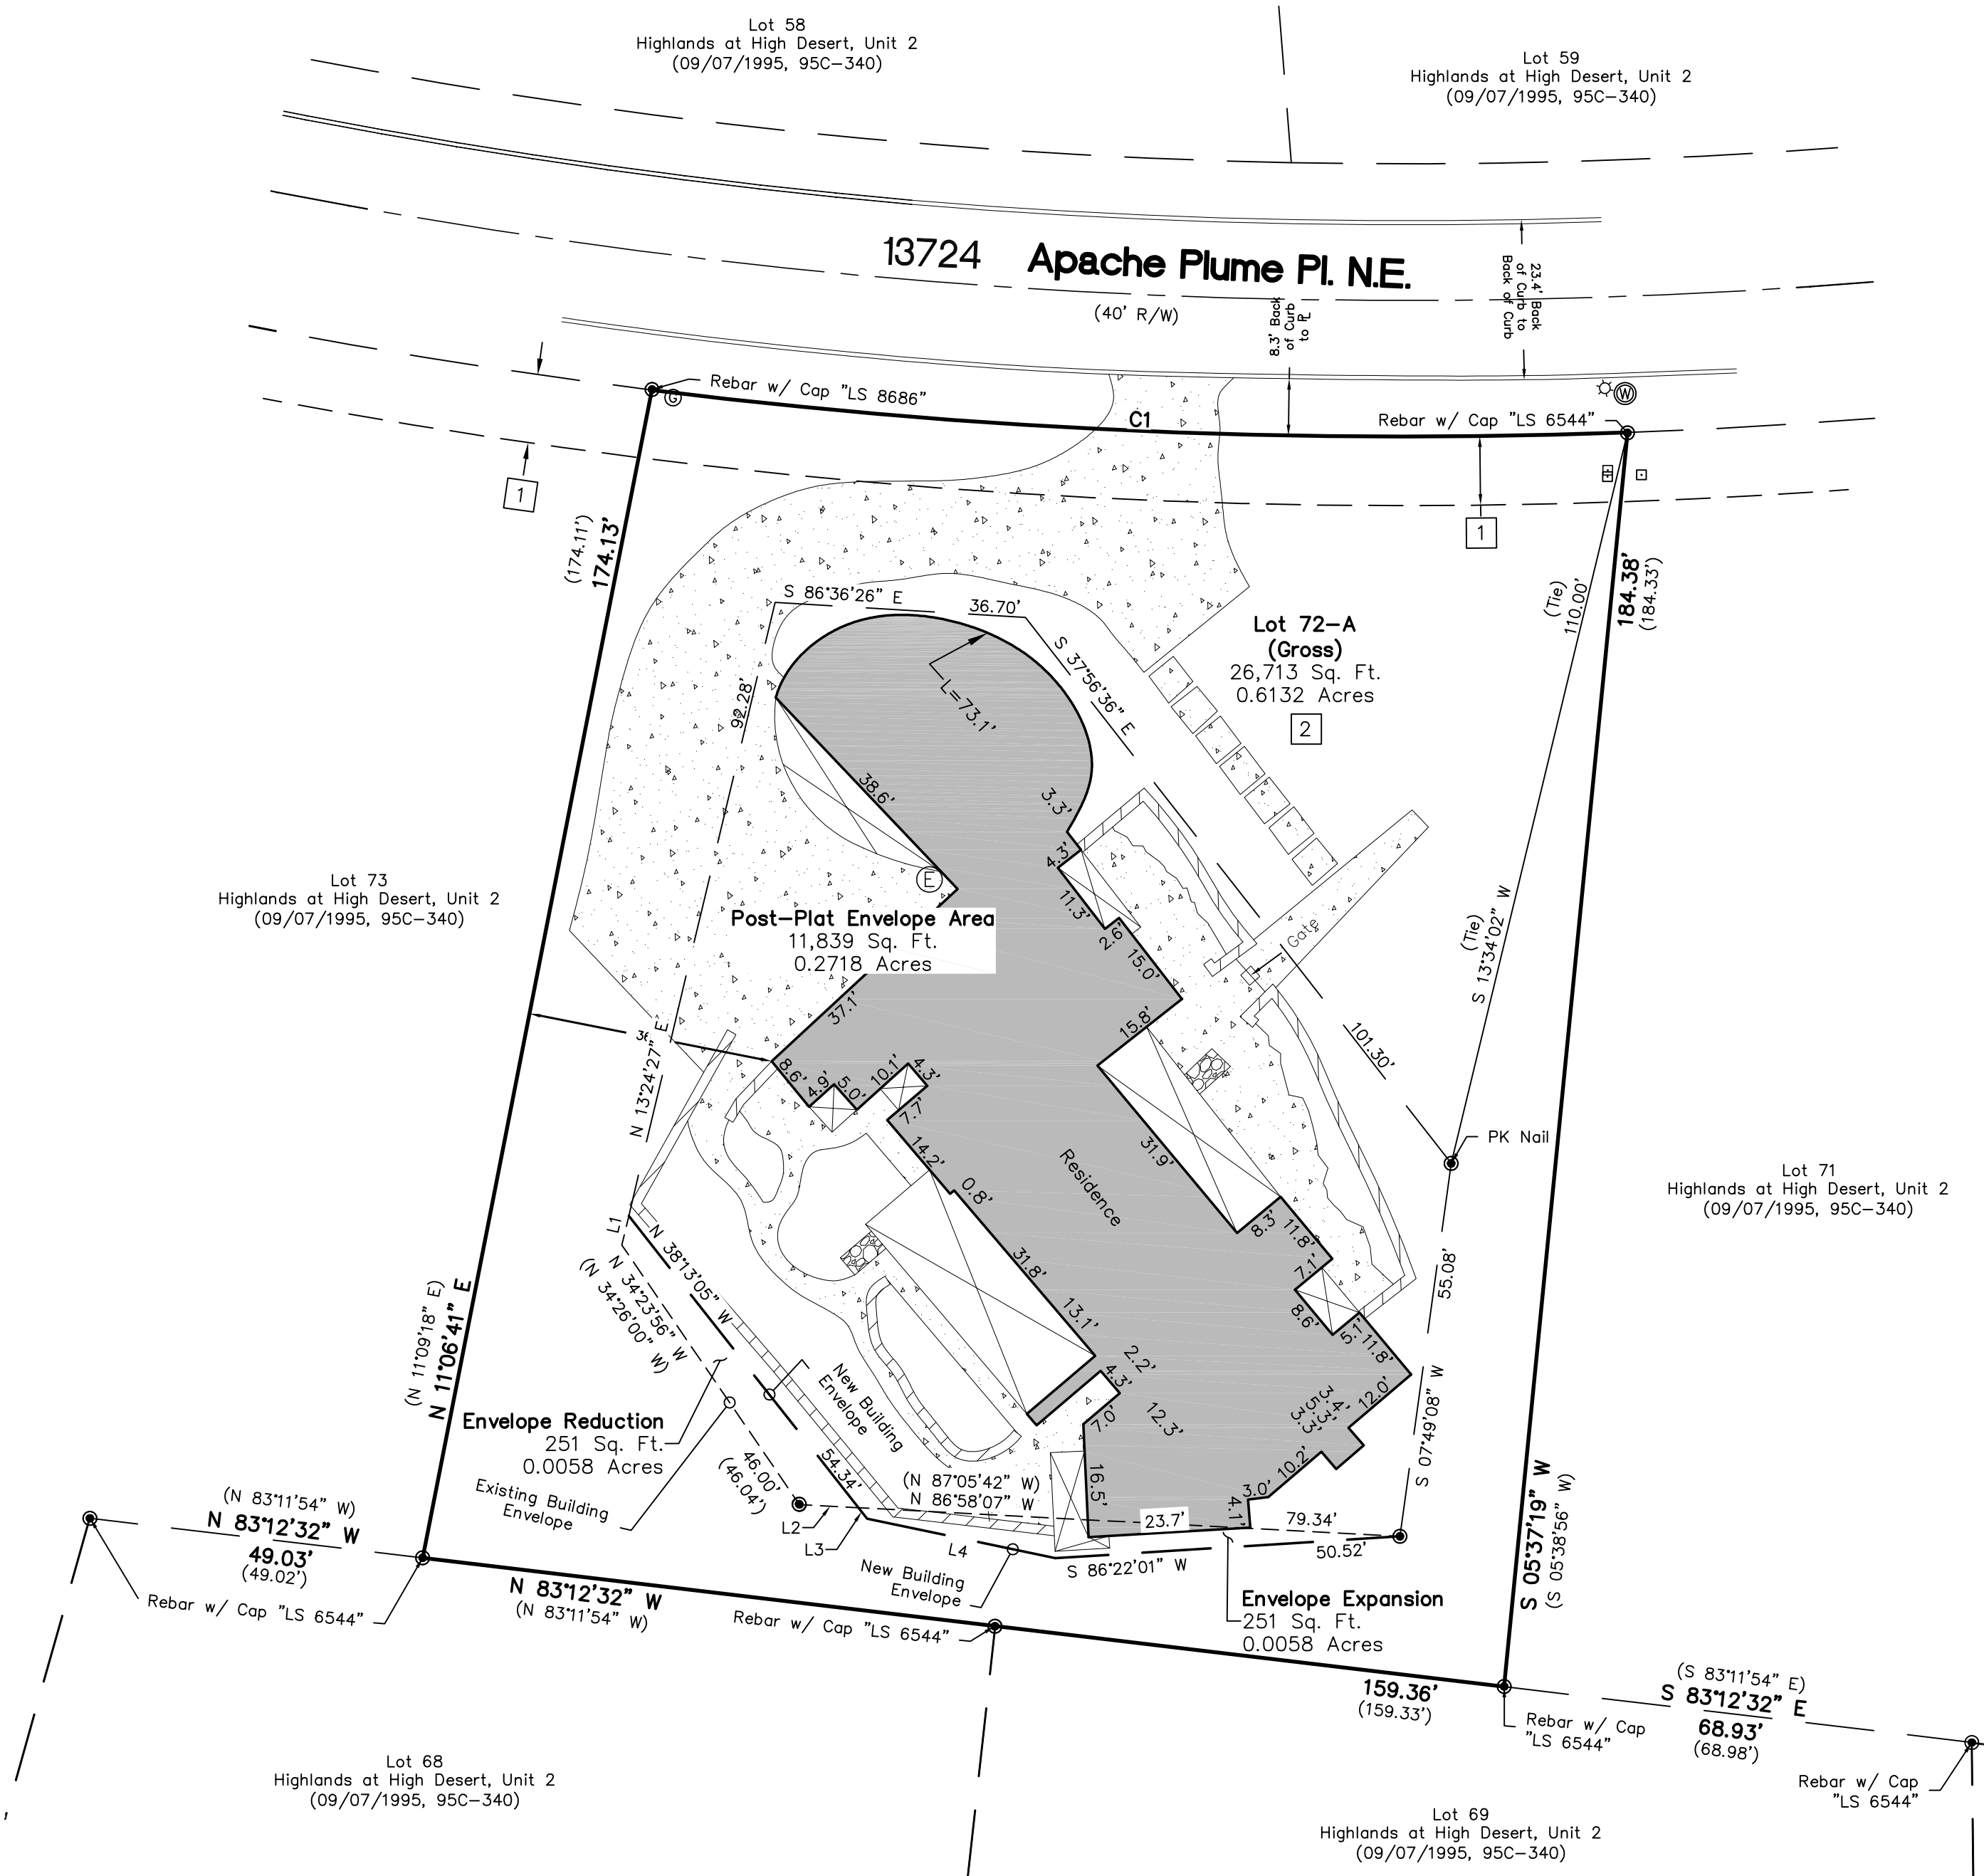 Lot 58
Highlands at High Desert, Unit 2
(09/07/1995, 95C-340)
Lot 59
Highlands at High Desert, Unit 2
(09/07/1995, 95C-340)
13724 Apache Plume Pl. N.E.
(40' R/W)
8.3' Back
of Curb
to PL
23.4' Back
of Curb to
Back of Curb
Rebar w/ Cap "LS 8686"
G
C1
Rebar w/ Cap "LS 6544"
W
1
1
(174.11')
174.13'
184.38'
(184.33')
(Tie)
110.00'
S 86°36'26" E
36.70'
S 37°56'36" E
L=73.1'
92.28'
Lot 72-A
(Gross)
26,713 Sq. Ft.
0.6132 Acres
2
38.6'
3.3'
4.3'
11.3'
2.6'
15.0'
15.8'
E
Post-Plat Envelope Area
11,839 Sq. Ft.
0.2718 Acres
37.1'
Lot 73
Highlands at High Desert, Unit 2
(09/07/1995, 95C-340)
Gate
(Tie)
S 13°34'02" W
101.30'
PK Nail
N 13°24'27" E
8.6'
4.9'
5.0'
10.1'
4.3'
7.7'
14.2'
0.8'
31.8'
13.1'
2.2'
4.3'
7.0'
12.3'
Residence
31.9'
8.3'
11.8'
7.1'
8.6'
5.1'
11.8'
12.0'
3.4'
5.3'
3.3'
10.2'
3.0'
4.1'
16.5'
23.7'
Lot 71
Highlands at High Desert, Unit 2
(09/07/1995, 95C-340)
55.08'
S 07°49'08" W
L1
N 38°13'05" W
N 34°23'56" W
(N 34°26'00" W)
(N 11°09'18" E)
N 11°06'41" E
Envelope Reduction
251 Sq. Ft.
0.0058 Acres
Existing Building
Envelope
New Building
Envelope
46.00'
(46.04')
54.34'
(N 87°05'42" W)
N 86°58'07" W
79.34'
L2
L3
L4
50.52'
S 86°22'01" W
New Building
Envelope
Envelope Expansion
251 Sq. Ft.
0.0058 Acres
S 05°37'19" W
(S 05°38'56" W)
(N 83°11'54" W)
N 83°12'32" W
49.03'
(49.02')
Rebar w/ Cap "LS 6544"
N 83°12'32" W
(N 83°11'54" W)
Rebar w/ Cap "LS 6544"
159.36'
(159.33')
(S 83°11'54" E)
S 83°12'32" E
68.93'
(68.98')
Rebar w/ Cap
"LS 6544"
Rebar w/ Cap
"LS 6544"
Lot 68
Highlands at High Desert, Unit 2
(09/07/1995, 95C-340)
Lot 69
Highlands at High Desert, Unit 2
(09/07/1995, 95C-340)